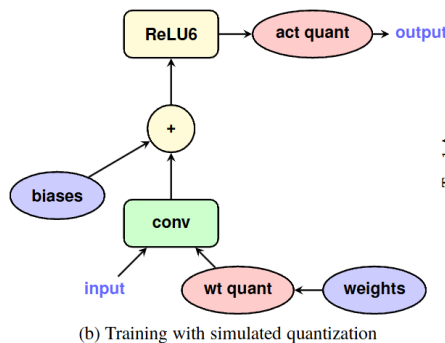 ReLU6
act quant
output
+
biases
conv
input
wt quant
weights
(b) Training with simulated quantization